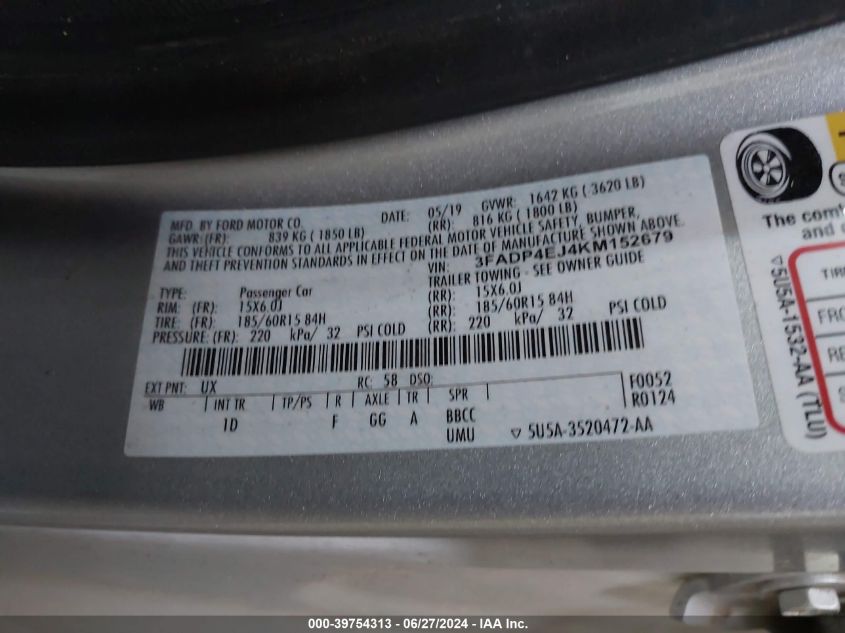 MFD. BY FORD MOTOR CO. DATE: 05/19 GVWR: 1642 KG ( 3620 LB)
GAWR:(FR): 839 KG ( 1850 LB) (RR): 816 KG ( 1800 LB)
THIS VEHICLE CONFORMS TO ALL APPLICABLE FEDERAL MOTOR VEHICLE SAFETY, BUMPER,
AND THEFT PREVENTION STANDARDS IN EFFECT ON THE DATE OF MANUFACTURE SHOWN ABOVE.
VIN: 3FADP4EJ4KM152679
TYPE: Passenger Car TRAILER TOWING - SEE OWNER GUIDE
RIM: (FR): 15X6.0J (RR): 15X6.0J
TIRE: (FR): 185/60R15 84H (RR): 185/60R15 84H
PRESSURE: (FR): 220 kPa/ 32 PSI COLD (RR): 220 kPa/ 32 PSI COLD
EXT PNT: UX RC: 58 DSO: F0052
WB INT TR TP/PS R AXLE TR SPR R0124
1D F GG A BBCC
UMU ▽ 5U5A-3520472-AA
The comb
and c
▽5U5A-1532-AA (TLU)
TIR
FRO
RE
S
000-39754313 - 06/27/2024 - IAA Inc.